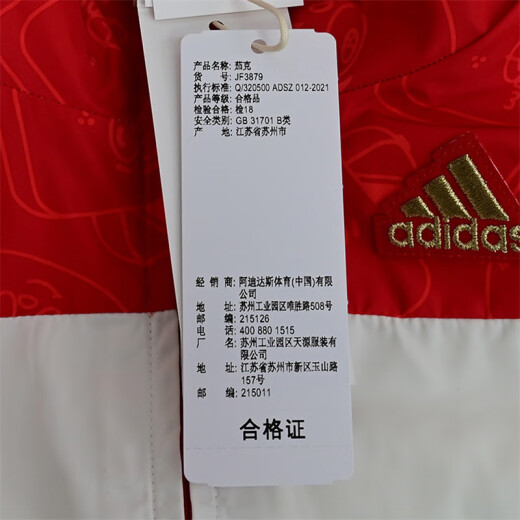 产品名称: 茄克
货 号: JF3879
执行标准: Q/320500 ADSZ 012-2021
产品等级: 合格品
检验合格: 检18
安全类别: GB 31701 B类
产 地: 江苏省苏州市
adidas
经 销 商: 阿迪达斯体育(中国)有限
公司
地 址: 苏州工业园区唯胜路508号
邮 编: 215126
电 话: 400 880 1515
厂 名: 苏州工业园区天源服装有
限公司
地 址: 江苏省苏州市新区玉山路
157号
邮 编: 215011
合格证